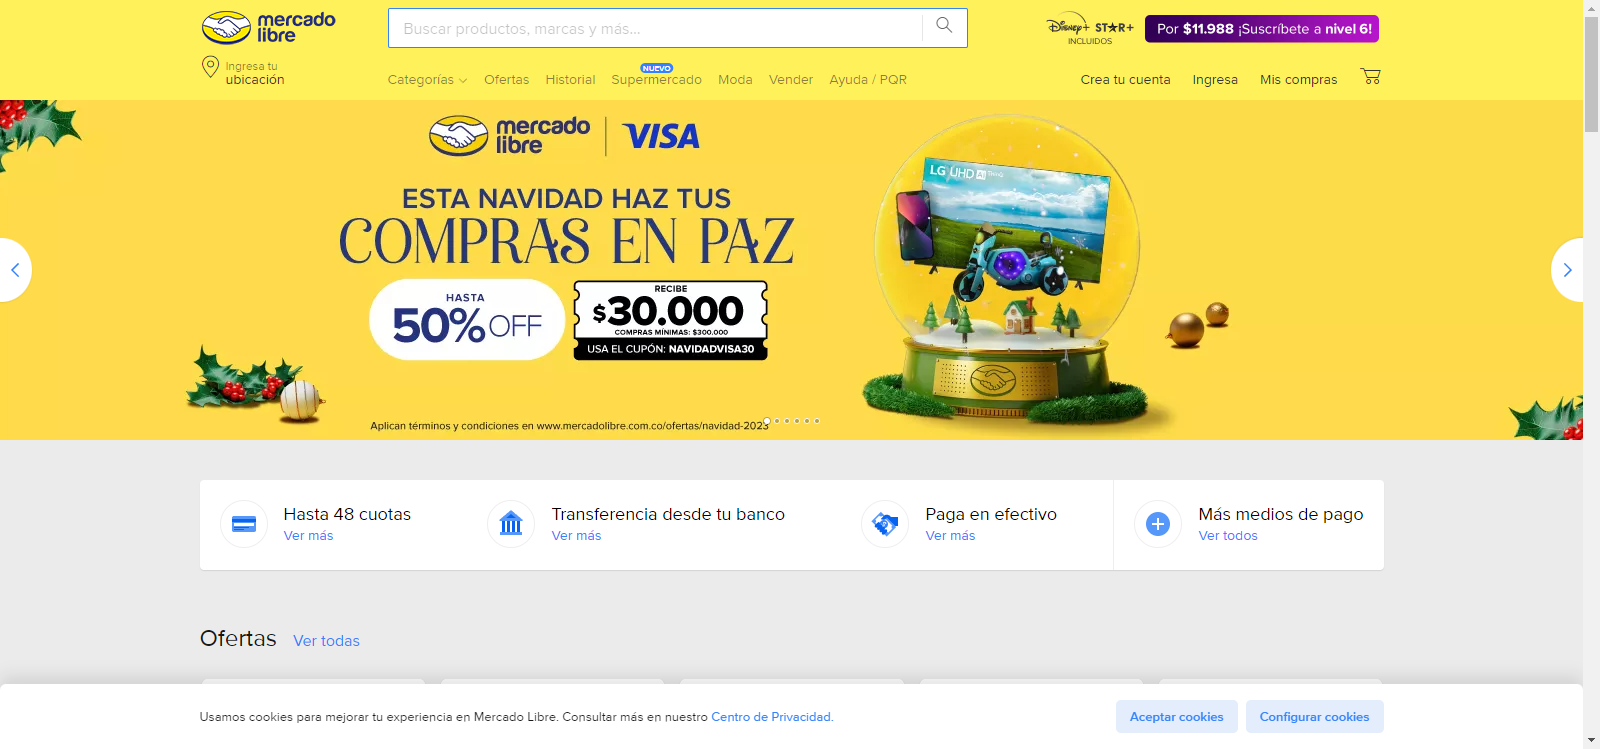 mercado
libre
Buscar productos, marcas y más...
Disney+ STAR+
INCLUIDOS
Por $11.988 ¡Suscríbete a nivel 6!
Ingresa tu
ubicación
Categorías
Ofertas
Historial
NUEVO
Supermercado
Moda
Vender
Ayuda / PQR
Crea tu cuenta
Ingresa
Mis compras
mercado
libre
VISA
ESTA NAVIDAD HAZ TUS
COMPRAS EN PAZ
HASTA
50% OFF
RECIBE
$30.000
COMPRAS MÍNIMAS: $300.000
USA EL CUPÓN: NAVIDADVISA30
LG UHD AI ThinQ
Aplican términos y condiciones en www.mercadolibre.com.co/ofertas/navidad-2023
Hasta 48 cuotas
Ver más
Transferencia desde tu banco
Ver más
Paga en efectivo
Ver más
Más medios de pago
Ver todos
Ofertas
Ver todas
Usamos cookies para mejorar tu experiencia en Mercado Libre. Consultar más en nuestro Centro de Privacidad.
Aceptar cookies
Configurar cookies